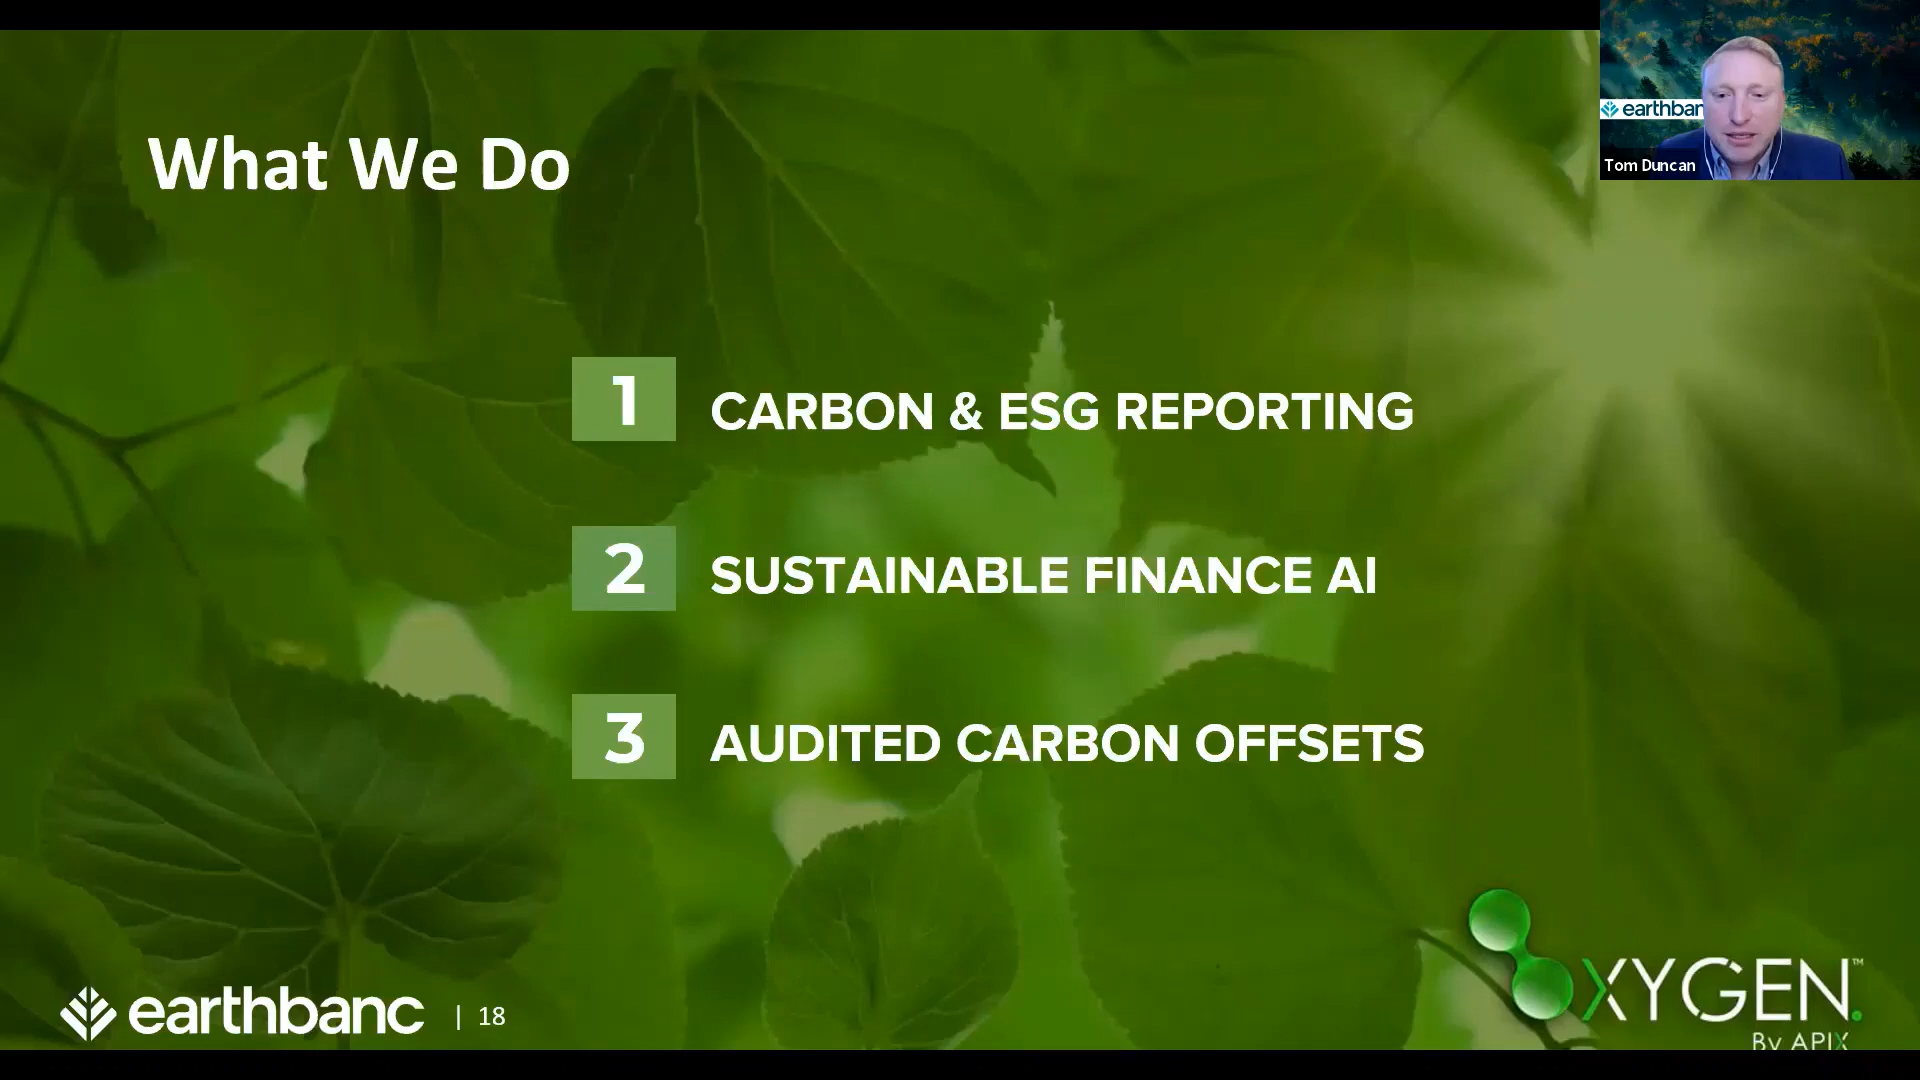 earthban
Tom Duncan
What We Do
1 CARBON & ESG REPORTING
2 SUSTAINABLE FINANCE AI
3 AUDITED CARBON OFFSETS
earthbanc | 18
OXYGEN™
By APIX